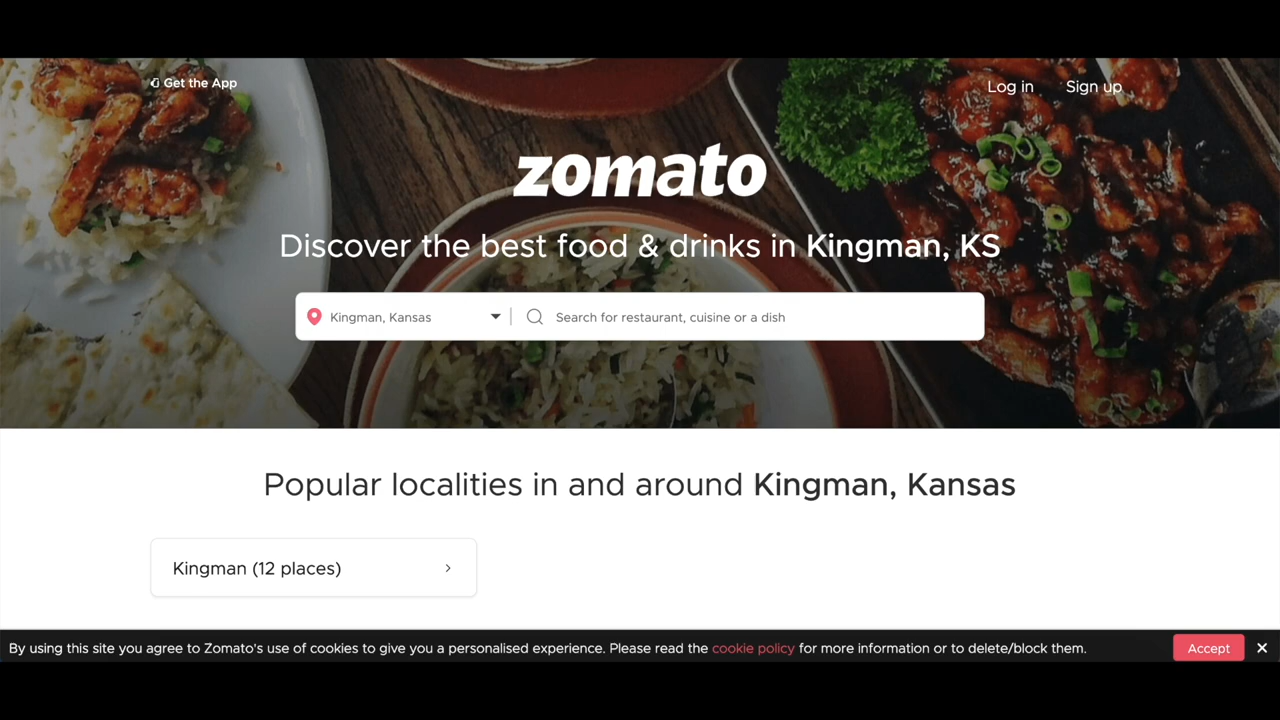 Get the App
Log in
Sign up
zomato
Discover the best food & drinks in Kingman, KS
Kingman, Kansas
Search for restaurant, cuisine or a dish
Popular localities in and around Kingman, Kansas
Kingman (12 places)
By using this site you agree to Zomato's use of cookies to give you a personalised experience. Please read the cookie policy for more information or to delete/block them.
Accept